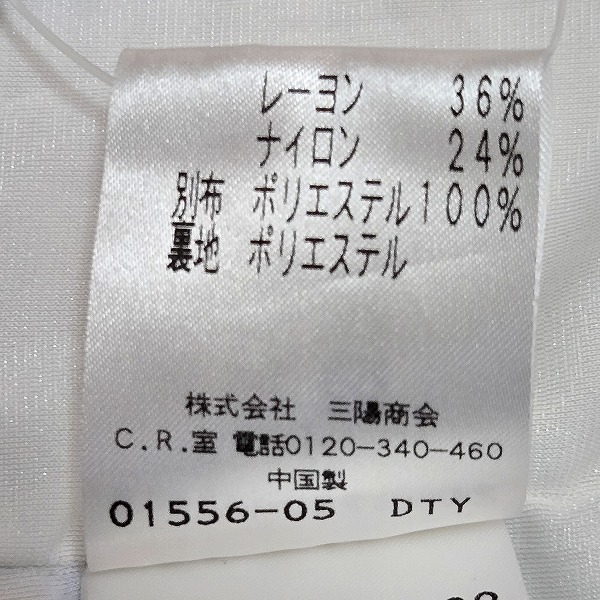 レーヨン 36%
ナイロン 24%
別布 ポリエステル100%
裏地 ポリエステル
株式会社 三陽商会
C.R.室 電話0120-340-460
中国製
01556-05 DTY